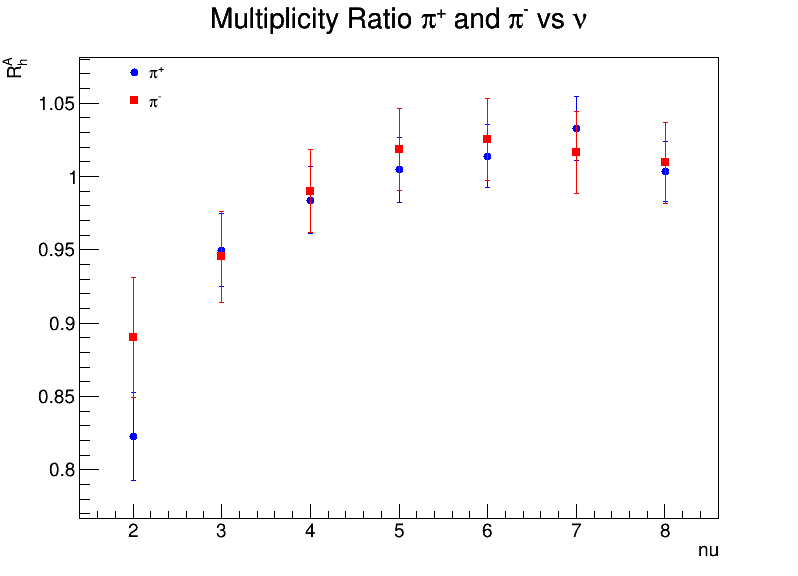 Multiplicity Ratio π⁺ and π⁻ vs ν
R_h^A
π⁺
π⁻
1.05
1
0.95
0.9
0.85
0.8
2 3 4 5 6 7 8
nu